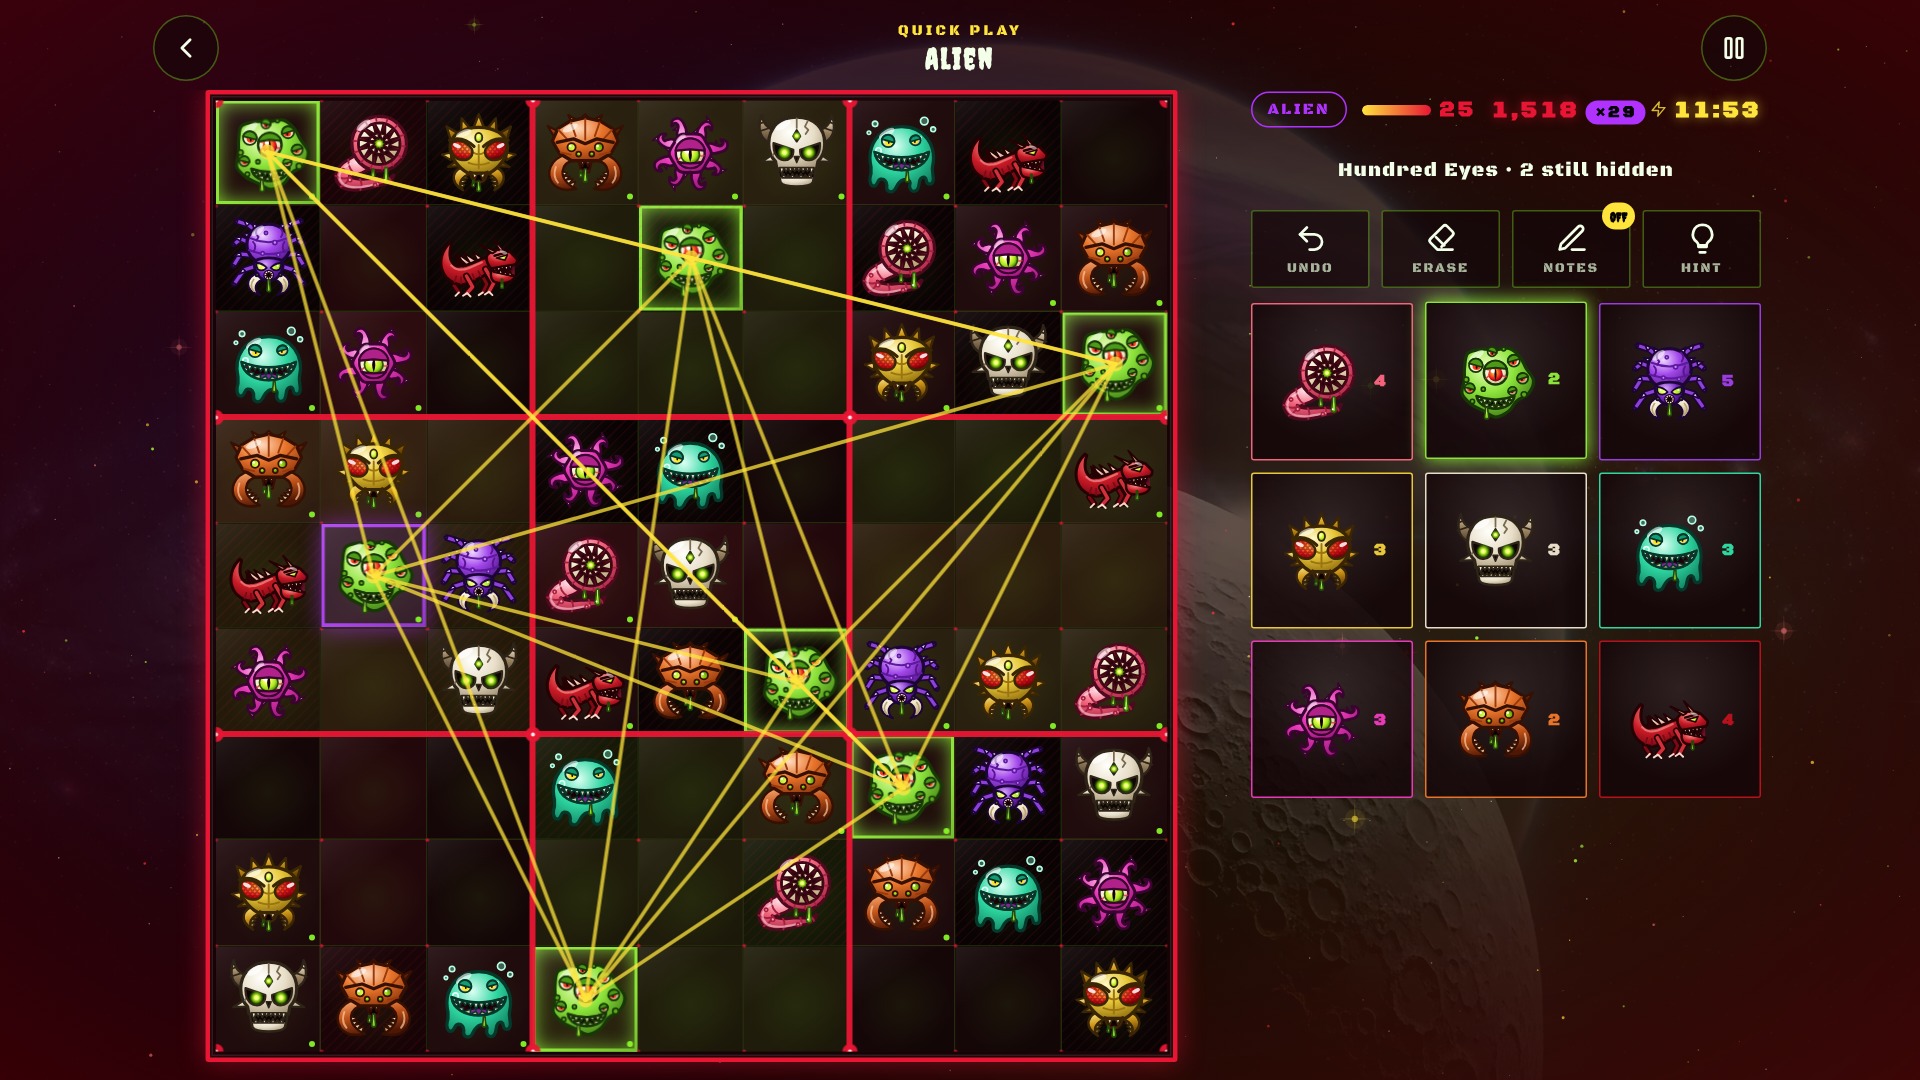 QUICK PLAY
ALIEN
ALIEN 25 1,518 ×29 11:53
Hundred Eyes · 2 still hidden
OFF
UNDO ERASE NOTES HINT
4 2 5
3 3 3
3 2 4